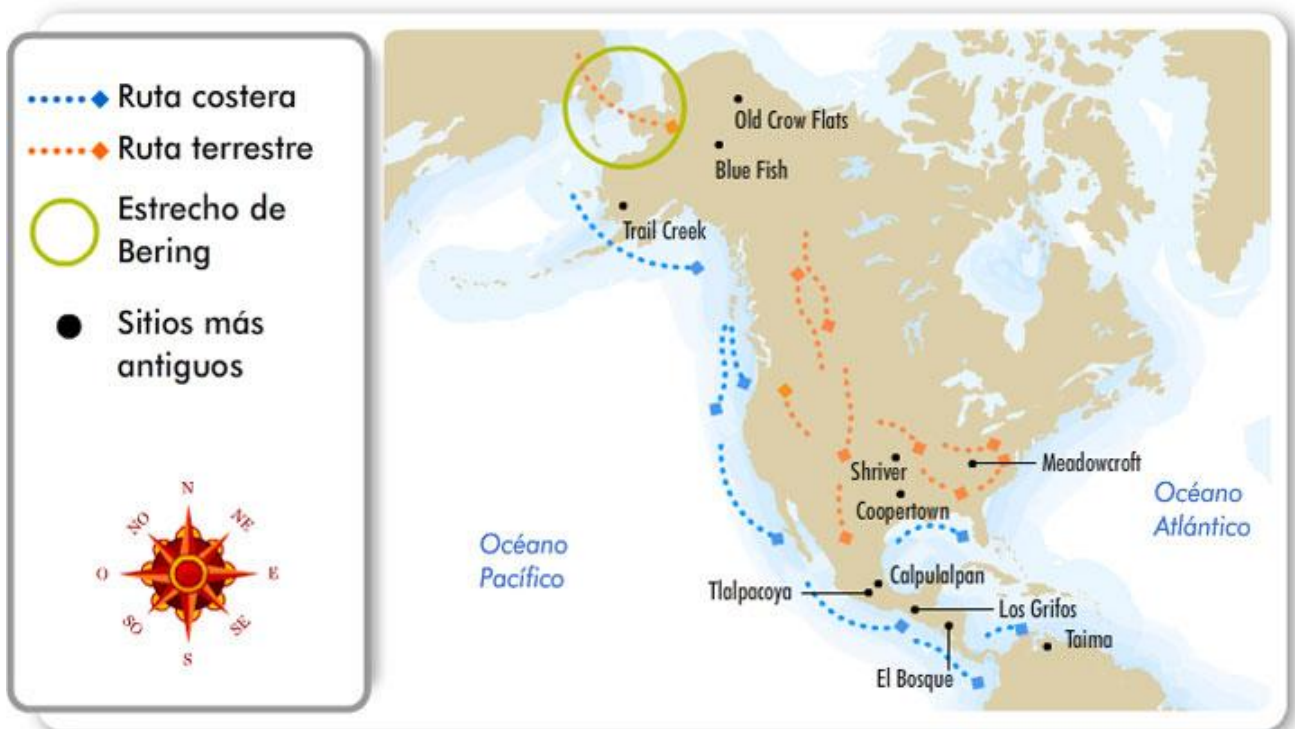 Ruta costera
Ruta terrestre
Estrecho de
Bering
Sitios más
antiguos
N
NO
NE
O
E
SO
SE
S
Old Crow Flats
Blue Fish
Trail Creek
Shriver
Meadowcroft
Coopertown
Océano
Atlántico
Océano
Pacífico
Calpulalpan
Tlalpacoya
Los Grifos
Taima
El Bosque